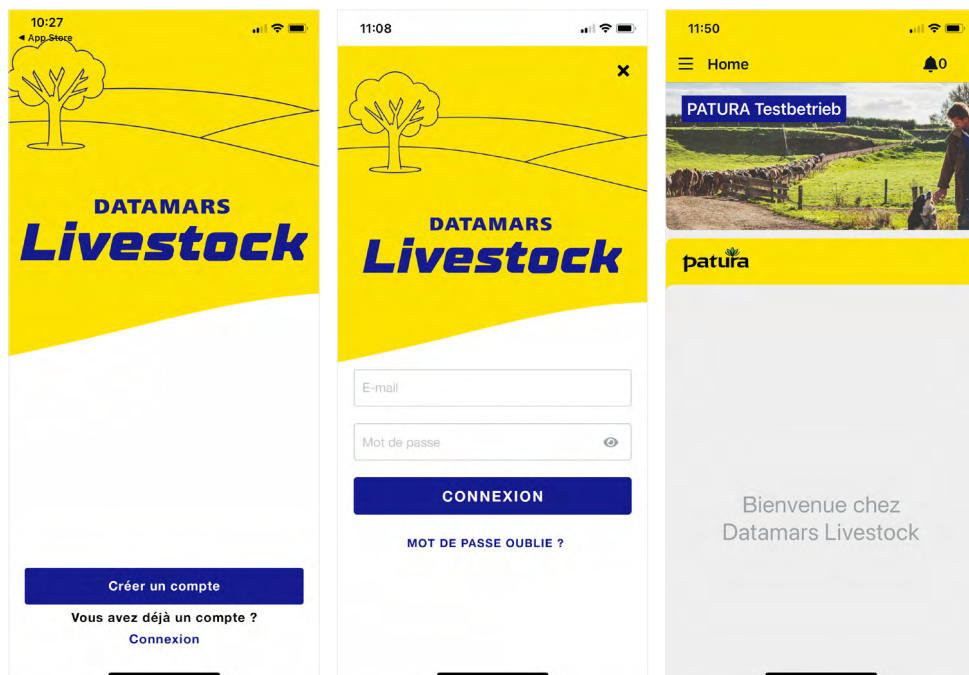 10:27
◀ App Store
DATAMARS
Livestock
Créer un compte
Vous avez déjà un compte ?
Connexion
11:08
DATAMARS
Livestock
E-mail
Mot de passe
CONNEXION
MOT DE PASSE OUBLIE ?
11:50
Home
0
PATURA Testbetrieb
patura
Bienvenue chez
Datamars Livestock